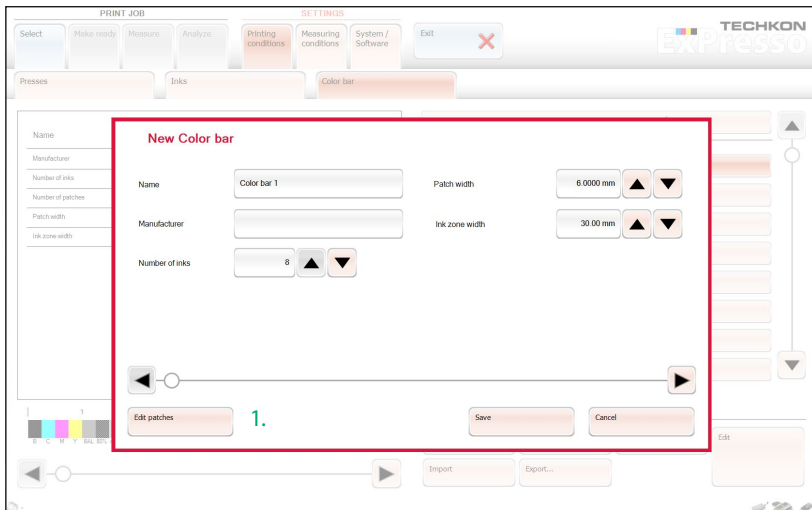 PRINT JOB
SETTINGS
Select
Make ready
Measure
Analyze
Printing
conditions
Measuring
conditions
System /
Software
Exit
TECHKON
ExPresso
Presses
Inks
Color bar
Name
Manufacturer
Number of inks
Number of patches
Patch width
Ink zone width
New Color bar
Name
Color bar 1
Patch width
6.0000 mm
Manufacturer
Ink zone width
30.00 mm
Number of inks
8
Edit patches
1.
Save
Cancel
1
B C M Y BAL 80%
Import
Export...
Edit